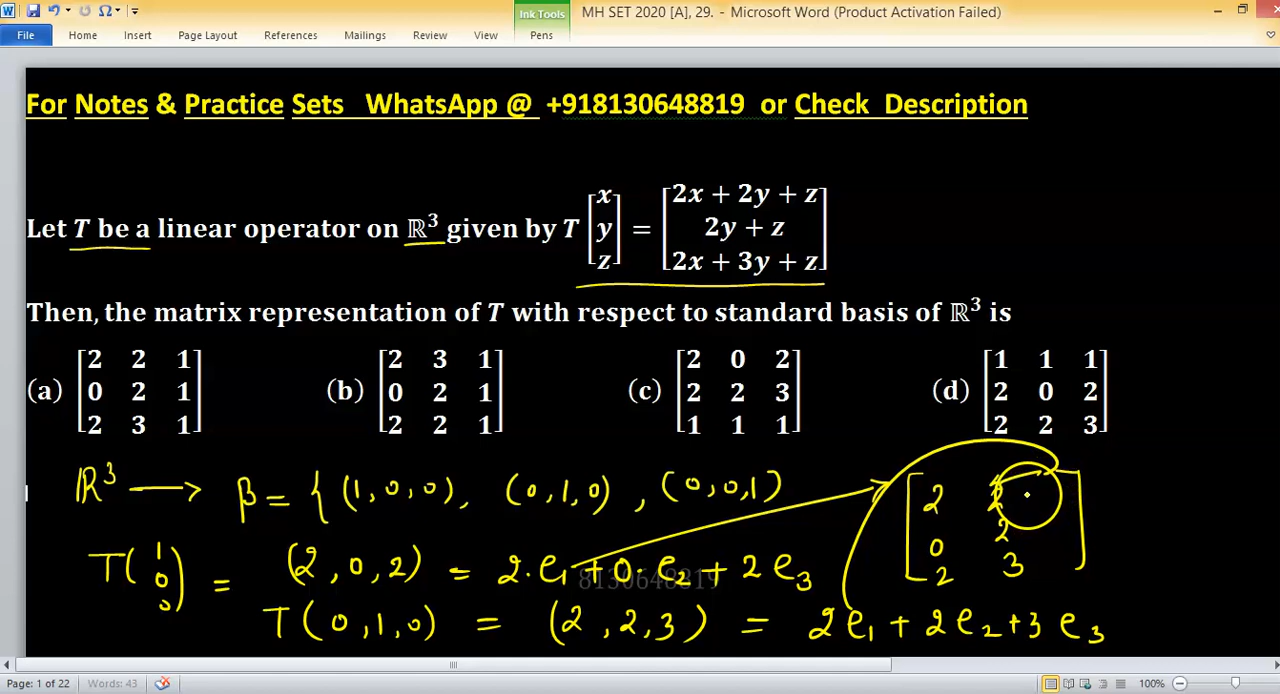 Ink Tools
MH SET 2020 [A], 29. - Microsoft Word (Product Activation Failed)
File Home Insert Page Layout References Mailings Review View Pens
For Notes & Practice Sets WhatsApp @ +918130648819 or Check Description
Let T be a linear operator on ℝ³ given by T [x y z] = [2x + 2y + z 2y + z 2x + 3y + z]
Then, the matrix representation of T with respect to standard basis of ℝ³ is
(a) [2 2 1 0 2 1 2 3 1] (b) [2 3 1 0 2 1 2 2 1] (c) [2 0 2 2 2 3 1 1 1] (d) [1 1 1 2 0 2 2 2 3]
ℝ³ → β = { (1,0,0), (0,1,0), (0,0,1)
[2 2 0 2 2 3]
T(1 0 0) = (2,0,2) = 2·e₁ + 0·e₂ + 2e₃
8130648819
T(0,1,0) = (2,2,3) = 2e₁ + 2e₂ + 3e₃
Page: 1 of 22 Words: 43 100%